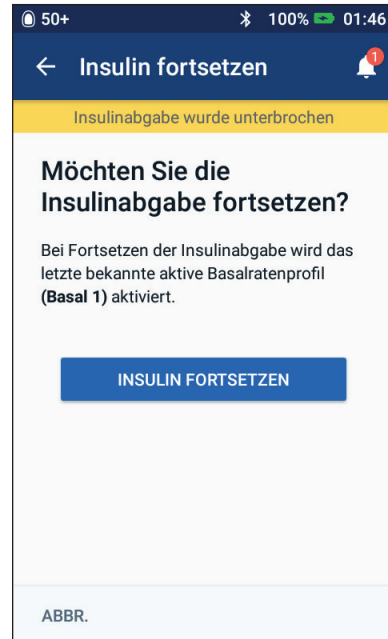 50+ 100% 01:46
Insulin fortsetzen 1
Insulinabgabe wurde unterbrochen
Möchten Sie die
Insulinabgabe fortsetzen?
Bei Fortsetzen der Insulinabgabe wird das
letzte bekannte aktive Basalratenprofil
(Basal 1) aktiviert.
INSULIN FORTSETZEN
ABBR.